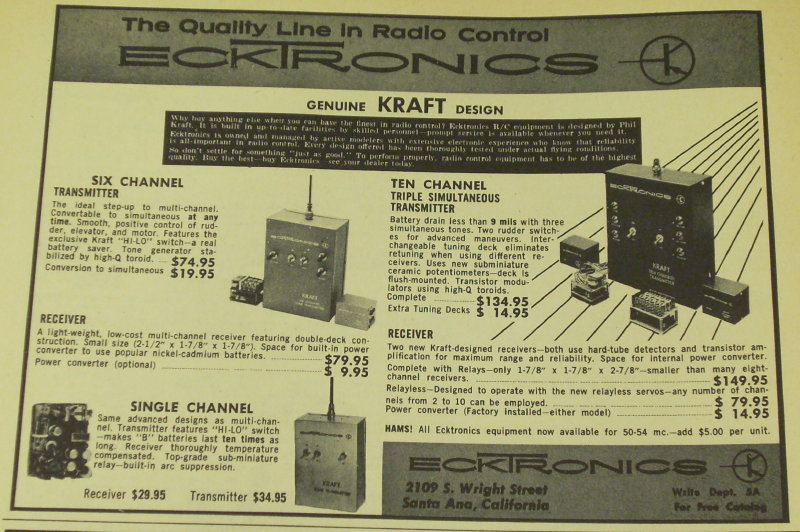 The Quality Line in Radio Control
ECKTRONICS
K
GENUINE KRAFT DESIGN
Why buy anything else when you can have the finest in radio control? Ecktronics R/C equipment is designed by Phil
Kraft. It is built in up-to-date facilities by skilled personnel—prompt service is available whenever you need it.
Ecktronics is owned and managed by active modelers with extensive electronic experience who know that reliability
is all-important in radio control. Every design offered has been thoroughly tested under actual flying conditions.
So don't settle for something "just as good." To perform properly, radio control equipment has to be of the highest
quality. Buy the best—buy Ecktronics see your dealer today.
SIX CHANNEL
TRANSMITTER
The ideal step-up to multi-channel.
Convertable to simultaneous at any
time. Smooth, positive control of rud-
der, elevator, and motor. Features the
exclusive Kraft "HI-LO" switch—a real
battery saver. Tone generator sta-
bilized by high-Q toroid. $74.95
Conversion to simultaneous $19.95
ECKTRONICS
KRAFT
RECEIVER
A light-weight, low-cost multi-channel receiver featuring double-deck con-
struction. Small size (2-1/2" x 1-7/8" x 1-7/8"). Space for built-in power
converter to use popular nickel-cadmium batteries. $79.95
Power converter (optional) $ 9.95
SINGLE CHANNEL
Same advanced designs as multi-chan-
nel. Transmitter features "HI-LO" switch
—makes "B" batteries last ten times as
long. Receiver thoroughly temperature
compensated. Top-grade sub-miniature
relay—built-in arc suppression.
Receiver $29.95 Transmitter $34.95
KRAFT
TEN CHANNEL
TRIPLE SIMULTANEOUS
TRANSMITTER
Battery drain less than 9 mils with three
simultaneous tones. Two rudder switch-
es for advanced maneuvers. Inter-
changeable tuning deck eliminates
retuning when using different re-
ceivers. Uses new subminiature
ceramic potentiometers—deck is
flush-mounted. Transistor modu-
lators using high-Q toroids.
Complete $134.95
Extra Tuning Decks $ 14.95
ECKTRONICS
KRAFT
TEN CHANNEL
TRANSMITTER
RECEIVER
Two new Kraft-designed receivers—both use hard-tube detectors and transistor am-
plification for maximum range and reliability. Space for internal power converter.
Complete with Relays—only 1-7/8" x 1-7/8" x 2-7/8"—smaller than many eight-
channel receivers. $149.95
Relayless—Designed to operate with the new relayless servos—any number of chan-
nels from 2 to 10 can be employed. $ 79.95
Power converter (Factory installed—either model) $ 14.95
HAMS! All Ecktronics equipment now available for 50-54 mc.—add $5.00 per unit.
ECKTRONICS
K
2109 S. Wright Street
Santa Ana, California
Write Dept. 5A
For Free Catalog